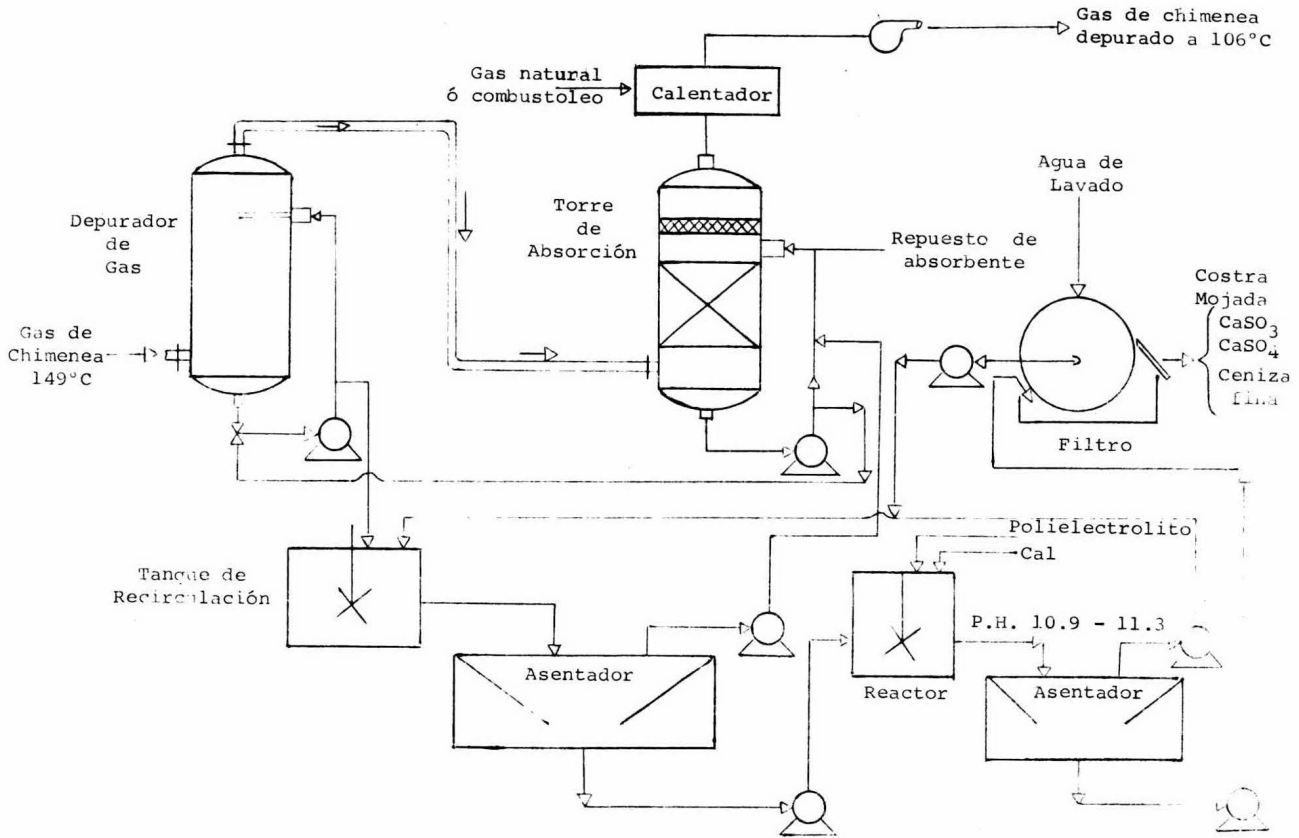 Gas de chimenea
depurado a 106°C
Gas natural
ó combustoleo
Calentador
Agua de
Lavado
Depurador
de
Gas
Torre
de
Absorción
Repuesto de
absorbente
Costra
Mojada
CaSO3
CaSO4
Ceniza
fina
Gas de
Chimenea
149°C
Filtro
Polielectrolito
Cal
Tanque de
Recirculación
P.H. 10.9 - 11.3
Asentador
Reactor
Asentador